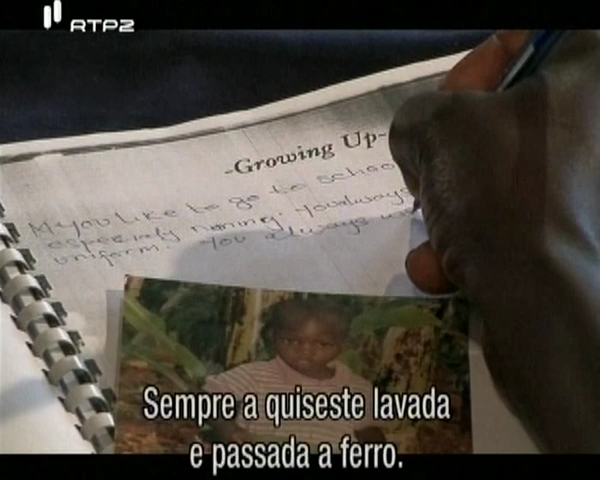 RTP2
-Growing Up-
you like to go to school
especially running. You always
uniform. You always
Sempre a quiseste lavada
e passada a ferro.